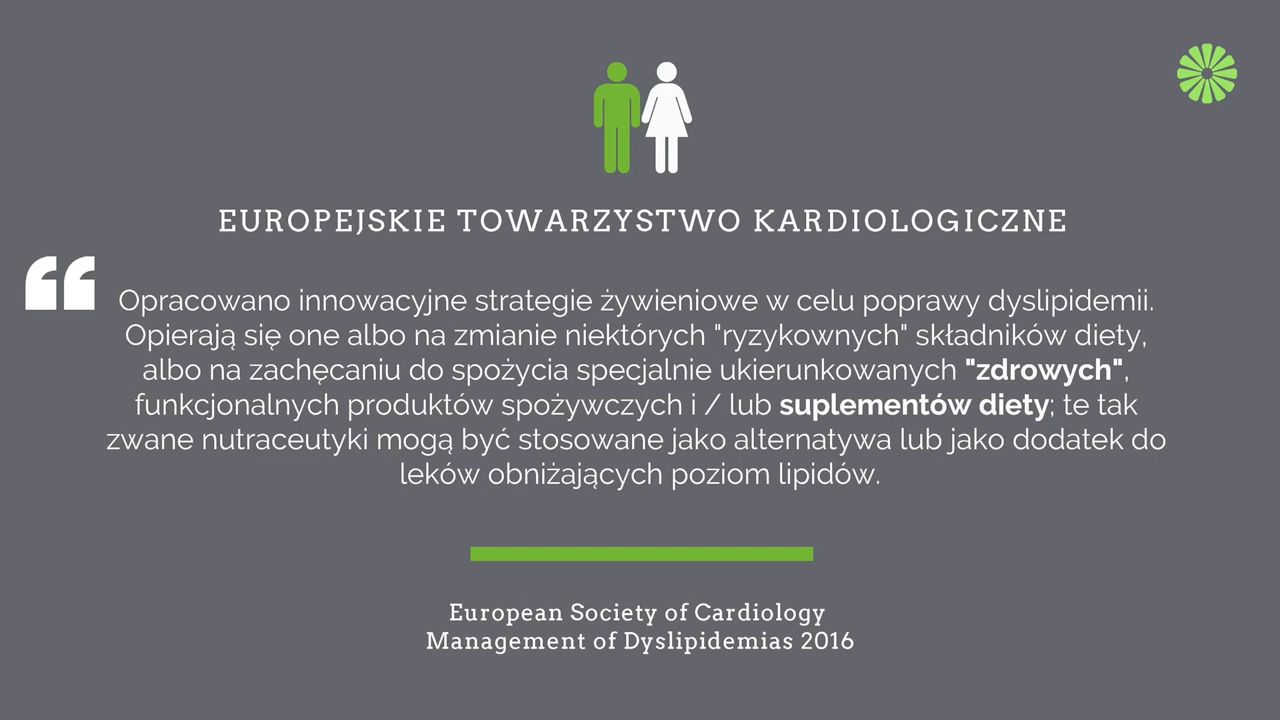 EUROPEJSKIE TOWARZYSTWO KARDIOLOGICZNE
“
Opracowano innowacyjne strategie żywieniowe w celu poprawy dyslipidemii.
Opierają się one albo na zmianie niektórych "ryzykownych" składników diety,
albo na zachęcaniu do spożycia specjalnie ukierunkowanych "zdrowych",
funkcjonalnych produktów spożywczych i / lub suplementów diety; te tak
zwane nutraceutyki mogą być stosowane jako alternatywa lub jako dodatek do
leków obniżających poziom lipidów.
European Society of Cardiology
Management of Dyslipidemias 2016